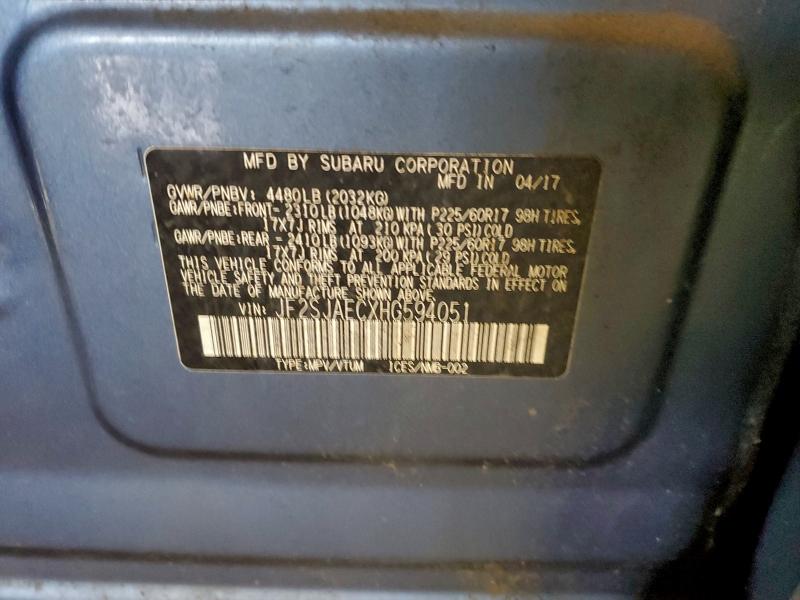 MFD BY SUBARU CORPORATION
MFD IN 04/17
GVWR/PNBV: 4480LB(2032KG)
GAWR/PNBE:FRONT-2310LB(1048KG)WITH P225/60R17 98H TIRES,
17X7J RIMS AT 210 KPA(30 PSI)COLD
GAWR/PNBE:REAR -2410LB(1093KG)WITH P225/60R17 98H TIRES,
17X7J RIMS AT 200 KPA(29 PSI)COLD
THIS VEHICLE CONFORMS TO ALL APPLICABLE FEDERAL MOTOR
VEHICLE SAFETY AND THEFT PREVENTION STANDARDS IN EFFECT ON
THE DATE OF MANUFACTURE SHOWN ABOVE.
VIN: JF2SJAECXHG594051
TYPE:MPV/VTUM ICES/NMB-002